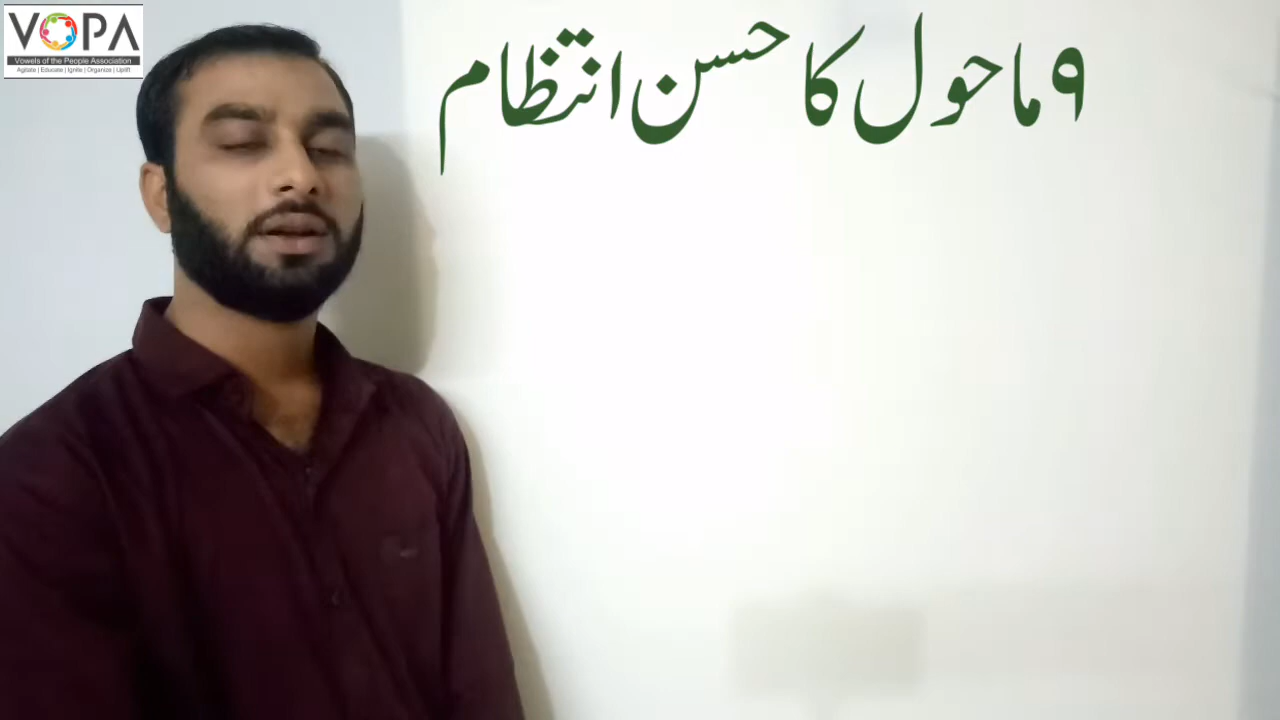 VOPA
Vowels of the People Association
Agitate | Educate | Ignite | Organize | Uplift
۹ ماحول کا حسن انتظام